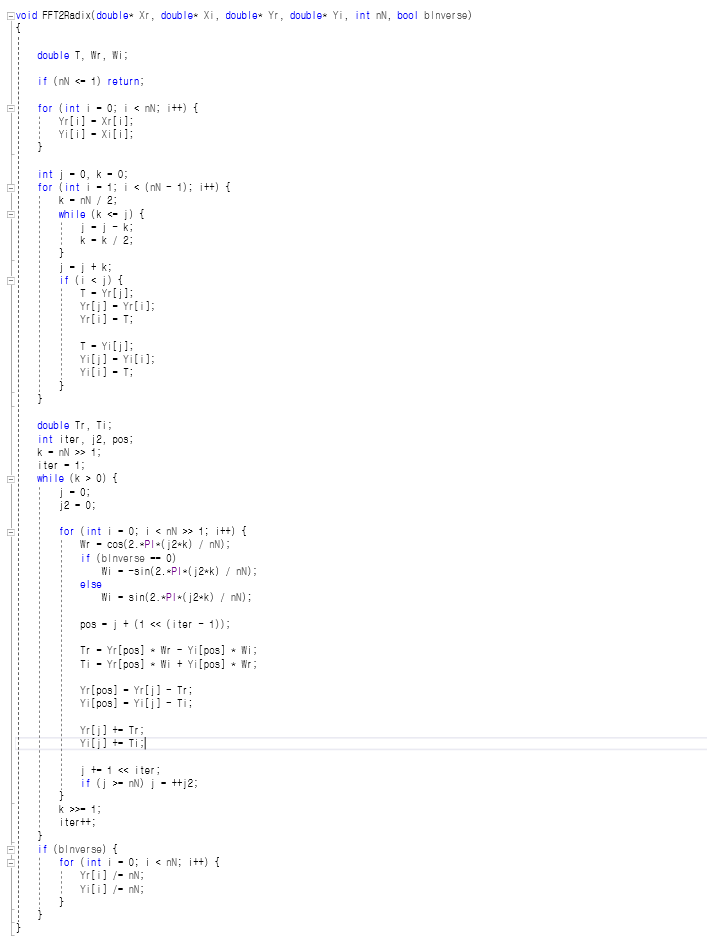 void FFT2Radix(double* Xr, double* Xi, double* Yr, double* Yi, int nN, bool bInverse)
{
double T, Wr, Wi;
if (nN <= 1) return;
for (int i = 0; i < nN; i++) {
Yr[i] = Xr[i];
Yi[i] = Xi[i];
}
int j = 0, k = 0;
for (int i = 1; i < (nN - 1); i++) {
k = nN / 2;
while (k <= j) {
j = j - k;
k = k / 2;
}
j = j + k;
if (i < j) {
T = Yr[j];
Yr[j] = Yr[i];
Yr[i] = T;
T = Yi[j];
Yi[j] = Yi[i];
Yi[i] = T;
}
}
double Tr, Ti;
int iter, j2, pos;
k = nN >> 1;
iter = 1;
while (k > 0) {
j = 0;
j2 = 0;
for (int i = 0; i < nN >> 1; i++) {
Wr = cos(2.*PI*(j2*k) / nN);
if (bInverse == 0)
Wi = -sin(2.*PI*(j2*k) / nN);
else
Wi = sin(2.*PI*(j2*k) / nN);
pos = j + (1 << (iter - 1));
Tr = Yr[pos] * Wr - Yi[pos] * Wi;
Ti = Yr[pos] * Wi + Yi[pos] * Wr;
Yr[pos] = Yr[j] - Tr;
Yi[pos] = Yi[j] - Ti;
Yr[j] += Tr;
Yi[j] += Ti;
j += 1 << iter;
if (j >= nN) j = ++j2;
}
k >>= 1;
iter++;
}
if (bInverse) {
for (int i = 0; i < nN; i++) {
Yr[i] /= nN;
Yi[i] /= nN;
}
}
}